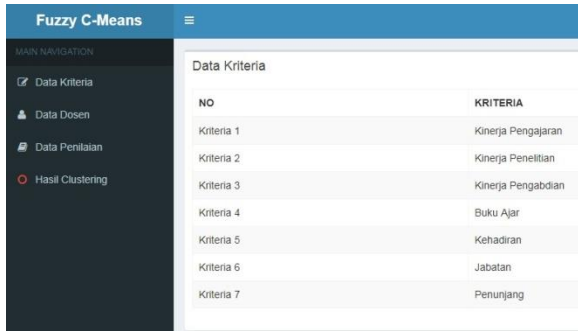 Fuzzy C-Means
MAIN NAVIGATION
Data Kriteria
Data Dosen
Data Penilaian
Hasil Clustering
Data Kriteria
NO KRITERIA
Kriteria 1 Kinerja Pengajaran
Kriteria 2 Kinerja Penelitian
Kriteria 3 Kinerja Pengabdian
Kriteria 4 Buku Ajar
Kriteria 5 Kehadiran
Kriteria 6 Jabatan
Kriteria 7 Penunjang